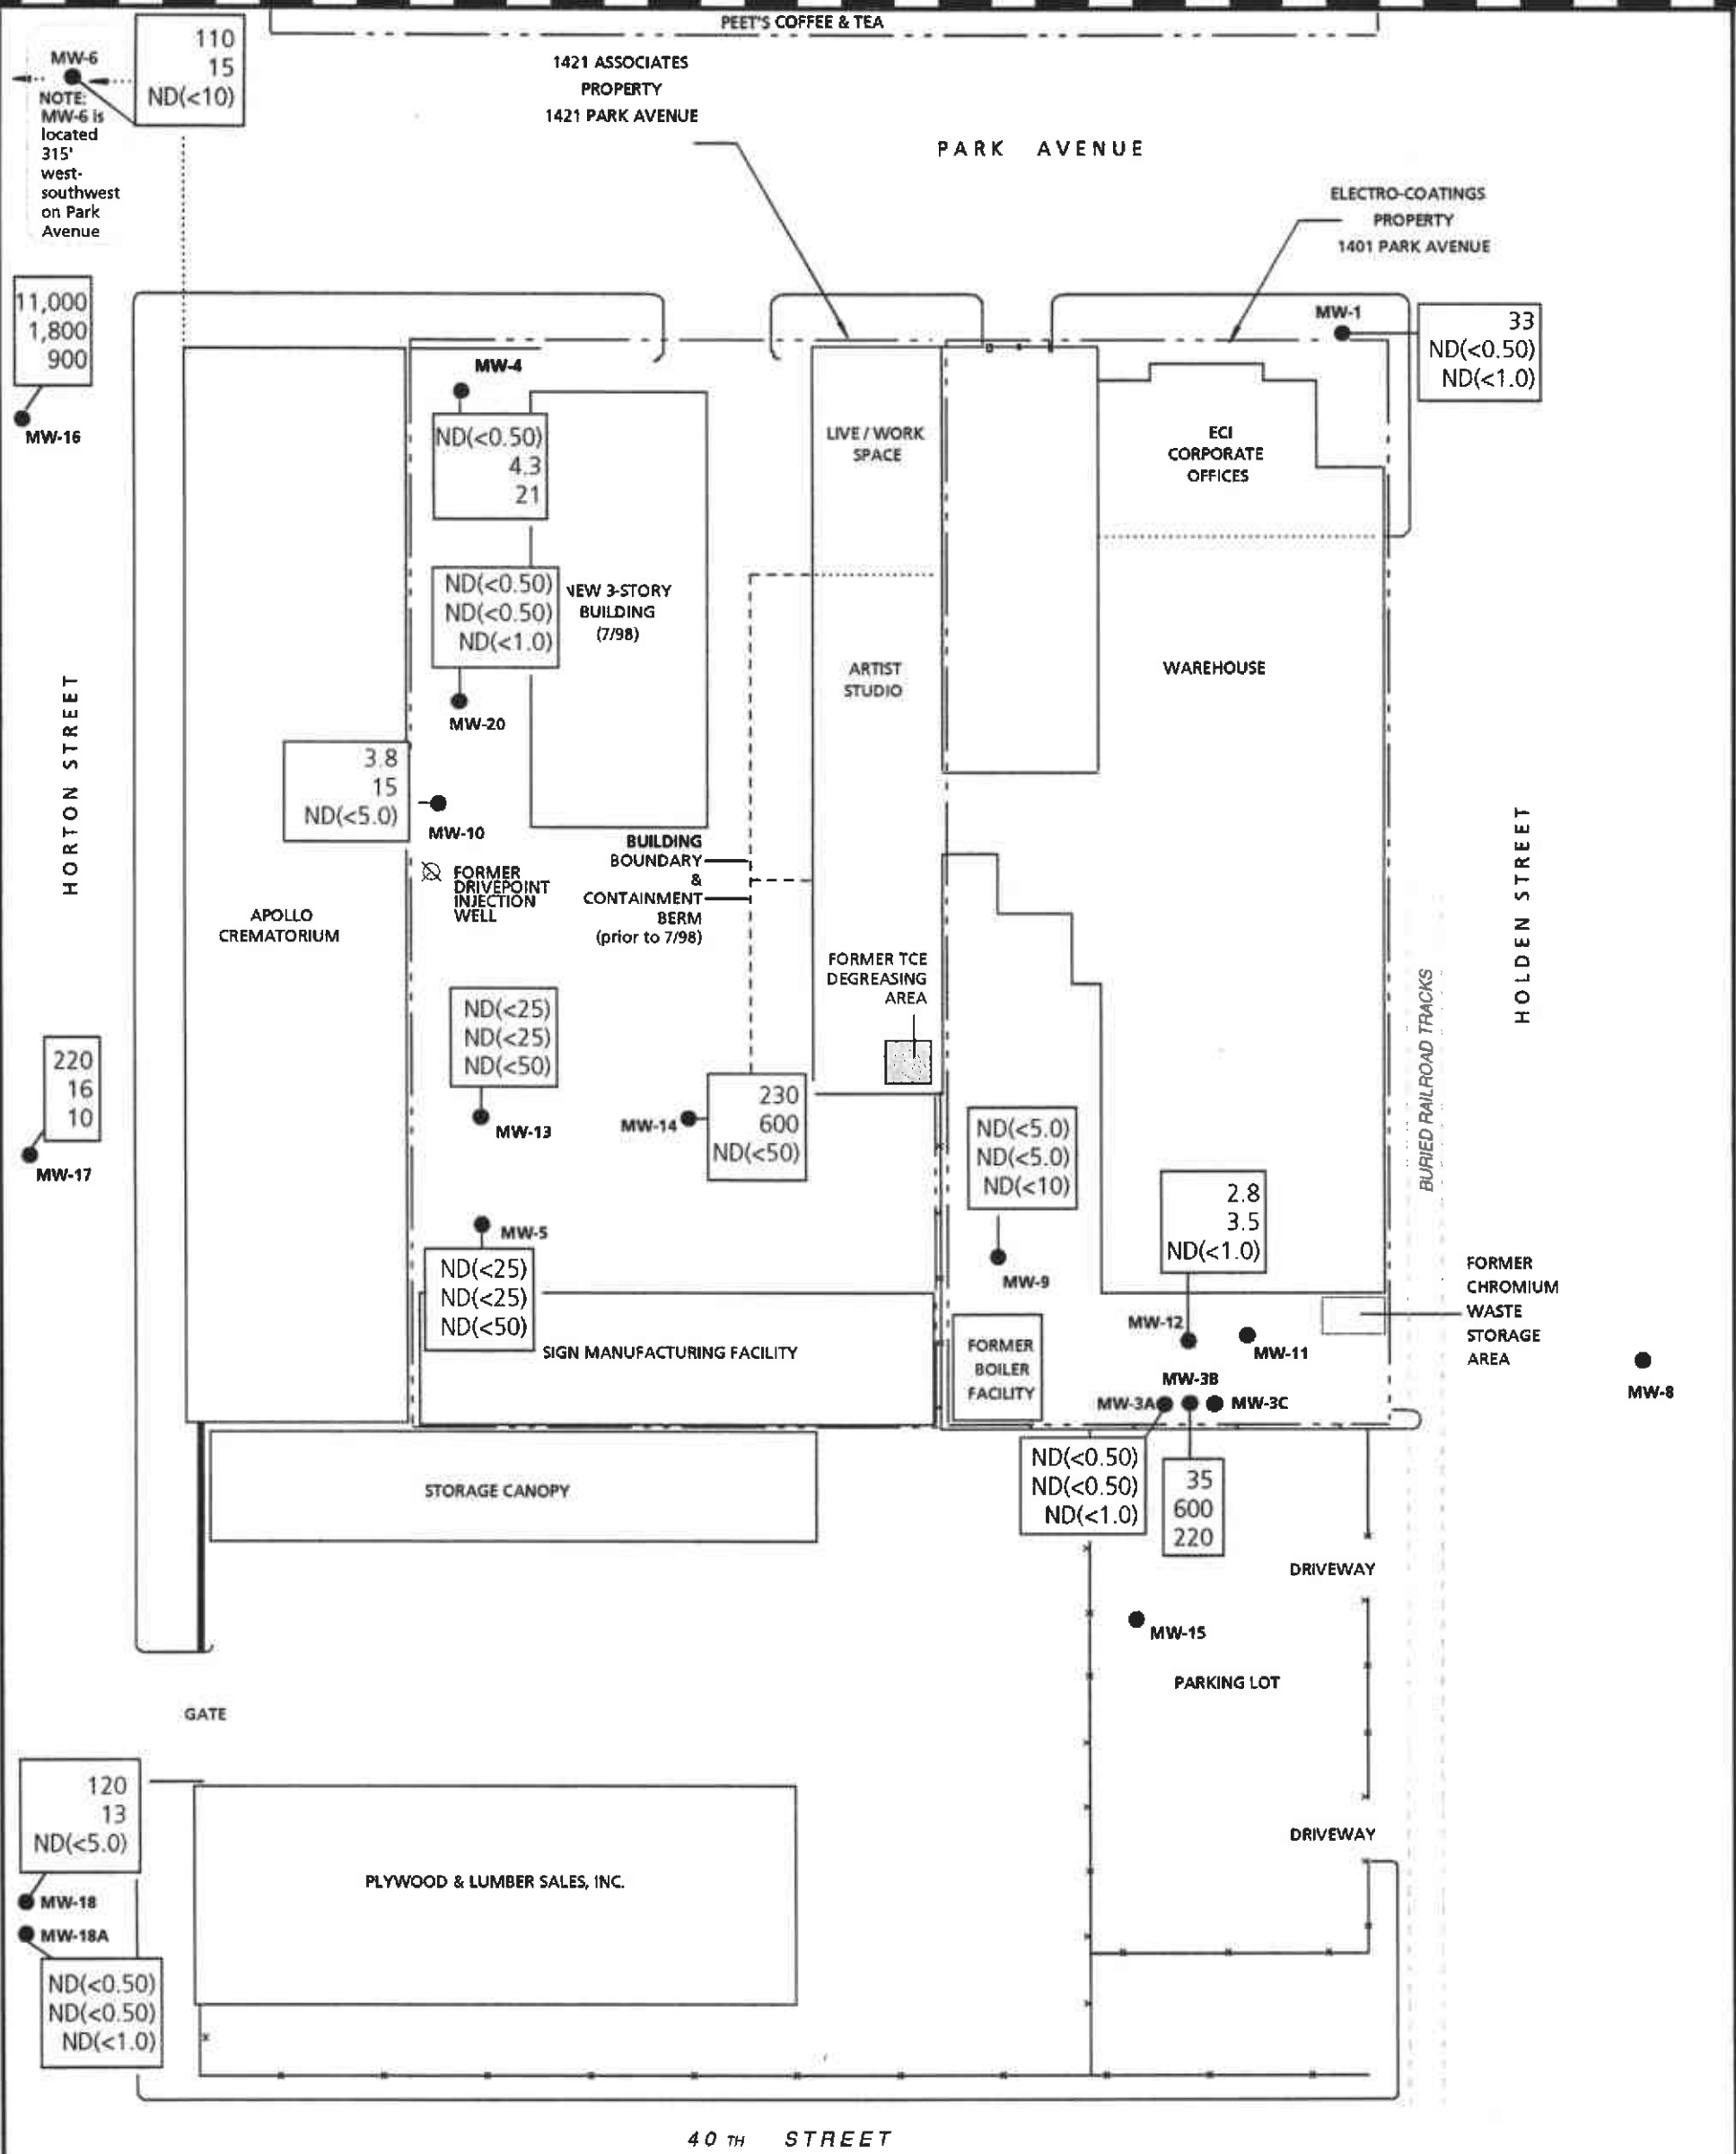 PEET'S COFFEE & TEA
110
15
ND(<10)
MW-6
NOTE:
MW-6 is
located
315'
west-
southwest
on Park
Avenue
1421 ASSOCIATES
PROPERTY
1421 PARK AVENUE
PARK AVENUE
ELECTRO-COATINGS
PROPERTY
1401 PARK AVENUE
11,000
1,800
900
MW-16
MW-1
33
ND(<0.50)
ND(<1.0)
MW-4
ND(<0.50)
4.3
21
LIVE / WORK
SPACE
ECI
CORPORATE
OFFICES
ND(<0.50)
ND(<0.50)
ND(<1.0)
MW-20
NEW 3-STORY
BUILDING
(7/98)
ARTIST
STUDIO
WAREHOUSE
HORTON STREET
3.8
15
ND(<5.0)
MW-10
FORMER
DRIVEPOINT
INJECTION
WELL
BUILDING
BOUNDARY
&
CONTAINMENT
BERM
(prior to 7/98)
APOLLO
CREMATORIUM
HOLDEN STREET
BURIED RAILROAD TRACKS
FORMER TCE
DEGREASING
AREA
220
16
10
MW-17
ND(<25)
ND(<25)
ND(<50)
MW-13
MW-14
230
600
ND(<50)
ND(<5.0)
ND(<5.0)
ND(<10)
MW-9
2.8
3.5
ND(<1.0)
MW-12
MW-11
MW-5
ND(<25)
ND(<25)
ND(<50)
SIGN MANUFACTURING FACILITY
FORMER
BOILER
FACILITY
FORMER
CHROMIUM
WASTE
STORAGE
AREA
MW-8
MW-3B
MW-3A
MW-3C
ND(<0.50)
ND(<0.50)
ND(<1.0)
35
600
220
STORAGE CANOPY
DRIVEWAY
MW-15
PARKING LOT
GATE
120
13
ND(<5.0)
MW-18
MW-18A
ND(<0.50)
ND(<0.50)
ND(<1.0)
DRIVEWAY
PLYWOOD & LUMBER SALES, INC.
40 TH STREET